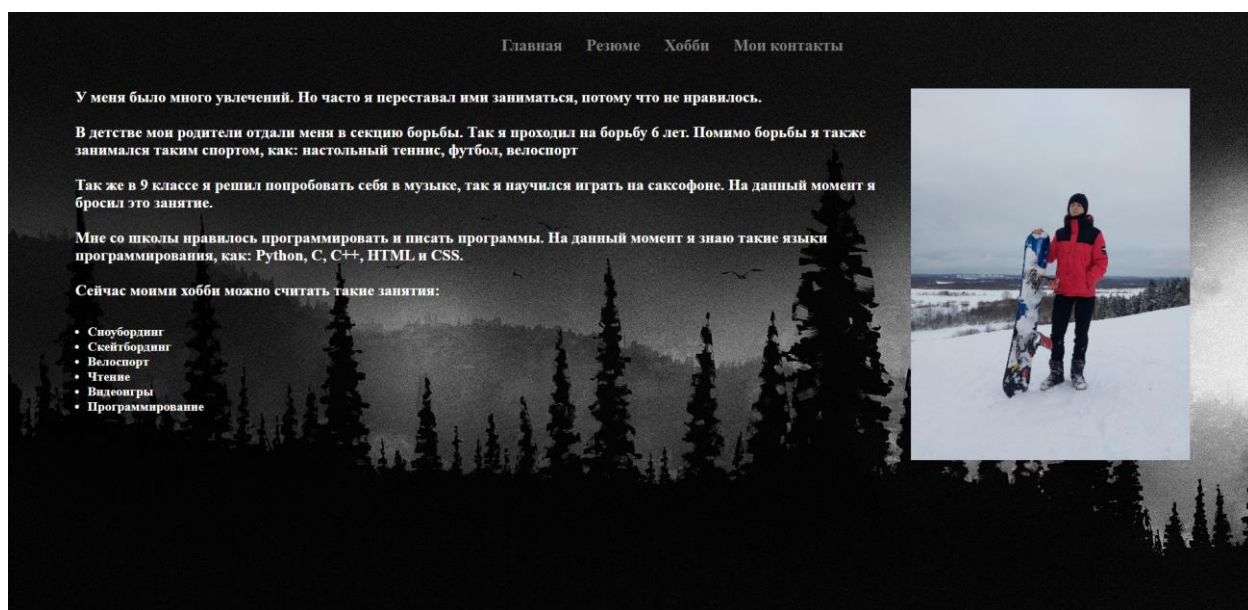 Главная Резюме Хобби Мои контакты
У меня было много увлечений. Но часто я переставал ими заниматься, потому что не нравилось.
В детстве мои родители отдали меня в секцию борьбы. Так я проходил на борьбу 6 лет. Помимо борьбы я также
занимался таким спортом, как: настольный теннис, футбол, велоспорт
Так же в 9 классе я решил попробовать себя в музыке, так я научился играть на саксофоне. На данный момент я
бросил это занятие.
Мне со школы нравилось программировать и писать программы. На данный момент я знаю такие языки
программирования, как: Python, C, C++, HTML и CSS.
Сейчас моими хобби можно считать такие занятия:
• Сноубординг
• Скейтбординг
• Велоспорт
• Чтение
• Видеоигры
• Программирование